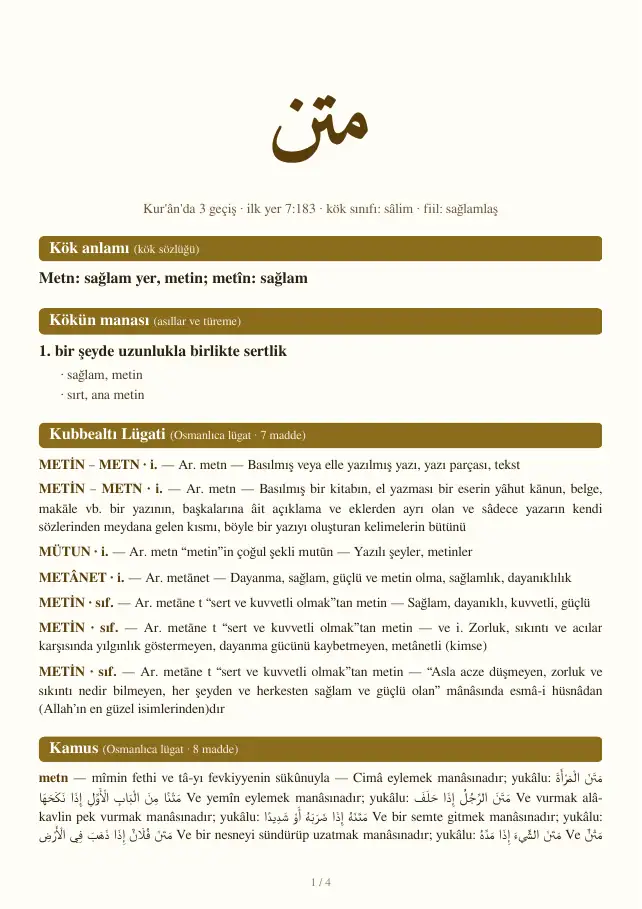 متن
Kur'ân'da 3 geçiş · ilk yer 7:183 · kök sınıfı: sâlim · fiil: sağlamlaş
Kök anlamı (kök sözlüğü)
Metn: sağlam yer, metin; metîn: sağlam
Kökün manası (asıllar ve türeme)
1. bir şeyde uzunlukla birlikte sertlik
· sağlam, metin
· sırt, ana metin
Kubbealtı Lügati (Osmanlıca lügat · 7 madde)
METİN – METN · i. — Ar. metn — Basılmış veya elle yazılmış yazı, yazı parçası, tekst
METİN – METN · i. — Ar. metn — Basılmış bir kitabın, el yazması bir eserin yâhut kānun, belge,
makāle vb. bir yazının, başkalarına âit açıklama ve eklerden ayrı olan ve sâdece yazarın kendi
sözlerinden meydana gelen kısmı, böyle bir yazıyı oluşturan kelimelerin bütünü
MÜTUN · i. — Ar. metn “metin”in çoğul şekli mutūn — Yazılı şeyler, metinler
METÂNET · i. — Ar. metānet — Dayanma, sağlam, güçlü ve metin olma, sağlamlık, dayanıklılık
METİN · sıf. — Ar. metāne t “sert ve kuvvetli olmak”tan metіn — Sağlam, dayanıklı, kuvvetli, güçlü
METİN · sıf. — Ar. metāne t “sert ve kuvvetli olmak”tan metіn — ve i. Zorluk, sıkıntı ve acılar
karşısında yılgınlık göstermeyen, dayanma gücünü kaybetmeyen, metânetli (kimse)
METİN · sıf. — Ar. metāne t “sert ve kuvvetli olmak”tan metіn — “Asla acze düşmeyen, zorluk ve
sıkıntı nedir bilmeyen, her şeyden ve herkesten sağlam ve güçlü olan” mânâsında esmâ-i hüsnâdan
(Allah’ın en güzel isimlerinden)dır
Kamus (Osmanlıca lügat · 8 madde)
metn — mîmin fethi ve tâ-yı fevkiyyenin sükûnuyla — Cimâ eylemek manâsınadır; yukâlu: مَتَنَ الْمَرْأَةَ
مَتْنًا مِنَ الْبَابِ الْأَوَّلِ إِذَا نَكَحَهَا Ve yemîn eylemek manâsınadır; yukâlu: مَتَنَ الرَّجُلُ إِذَا حَلَفَ Ve vurmak alâ-
kavlin pek vurmak manâsınadır; yukâlu: مَتَنَهُ إِذَا ضَرَبَهُ أَوْ شَدِيدًا Ve bir semte gitmek manâsınadır; yukâlu:
مَتَنَ فُلَانٌ إِذَا ذَهَبَ فِي الْأَرْضِ Ve bir nesneyi sündürüp uzatmak manâsınadır; yukâlu: مَتَنَ الشَّيْءَ إِذَا مَدَّهُ Ve مَتْنٌ
1 / 4